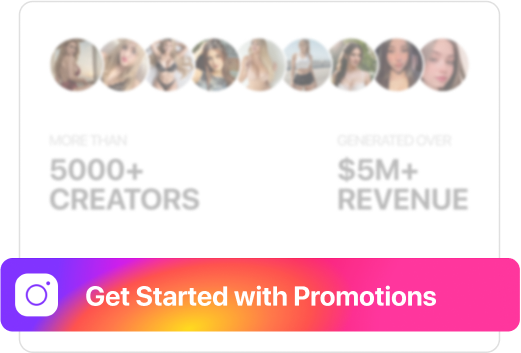 MORE THAN
5000+
CREATORS
GENERATED OVER
$5M+
REVENUE
Get Started with Promotions